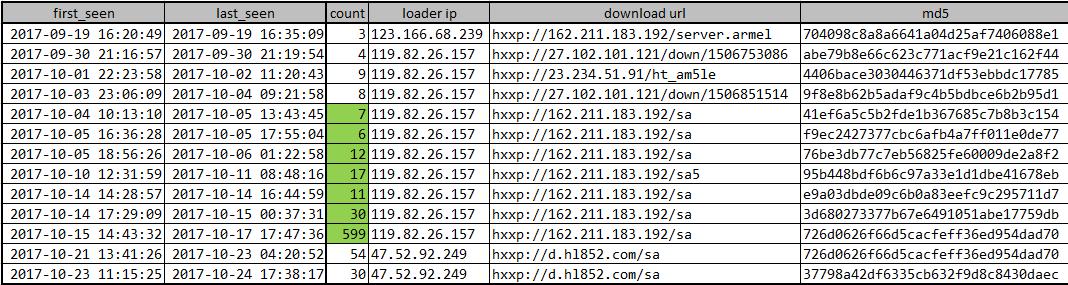 first_seen last_seen count loader ip download url md5
2017-09-19 16:20:49 2017-09-19 16:35:09 3 123.166.68.239 hxxp://162.211.183.192/server.armel 704098c8a8a6641a04d25af7406088e1
2017-09-30 21:16:57 2017-09-30 21:19:54 4 119.82.26.157 hxxp://27.102.101.121/down/1506753086 abe79b8e66c623c771acf9e21c162f44
2017-10-01 22:23:58 2017-10-02 11:20:43 9 119.82.26.157 hxxp://23.234.51.91/ht_am5le 4406bace3030446371df53ebbdc17785
2017-10-03 23:06:09 2017-10-04 09:21:58 8 119.82.26.157 hxxp://27.102.101.121/down/1506851514 9f8e8b62b5adaf9c4b5bdbce6b2b95d1
2017-10-04 10:13:10 2017-10-05 13:43:45 7 119.82.26.157 hxxp://162.211.183.192/sa 41ef6a5c5b2fde1b367685c7b8b3c154
2017-10-05 16:36:28 2017-10-05 17:55:04 6 119.82.26.157 hxxp://162.211.183.192/sa f9ec2427377cbc6afb4a7ff011e0de77
2017-10-05 18:56:26 2017-10-06 01:22:58 12 119.82.26.157 hxxp://162.211.183.192/sa 76be3db77c7eb56825fe60009de2a8f2
2017-10-10 12:31:59 2017-10-11 08:48:16 17 119.82.26.157 hxxp://162.211.183.192/sa5 95b448bdf6b6c97a33e1d1dbe41678eb
2017-10-14 14:28:57 2017-10-14 16:44:59 11 119.82.26.157 hxxp://162.211.183.192/sa e9a03dbde09c6b0a83eefc9c295711d7
2017-10-14 17:29:09 2017-10-15 00:37:31 30 119.82.26.157 hxxp://162.211.183.192/sa 3d680273377b67e6491051abe17759db
2017-10-15 14:43:32 2017-10-17 17:47:36 599 119.82.26.157 hxxp://162.211.183.192/sa 726d0626f66d5cacfeff36ed954dad70
2017-10-21 13:41:26 2017-10-23 04:20:52 54 47.52.92.249 hxxp://d.hl852.com/sa 726d0626f66d5cacfeff36ed954dad70
2017-10-23 11:15:25 2017-10-24 17:38:17 30 47.52.92.249 hxxp://d.hl852.com/sa 37798a42df6335cb632f9d8c8430daec